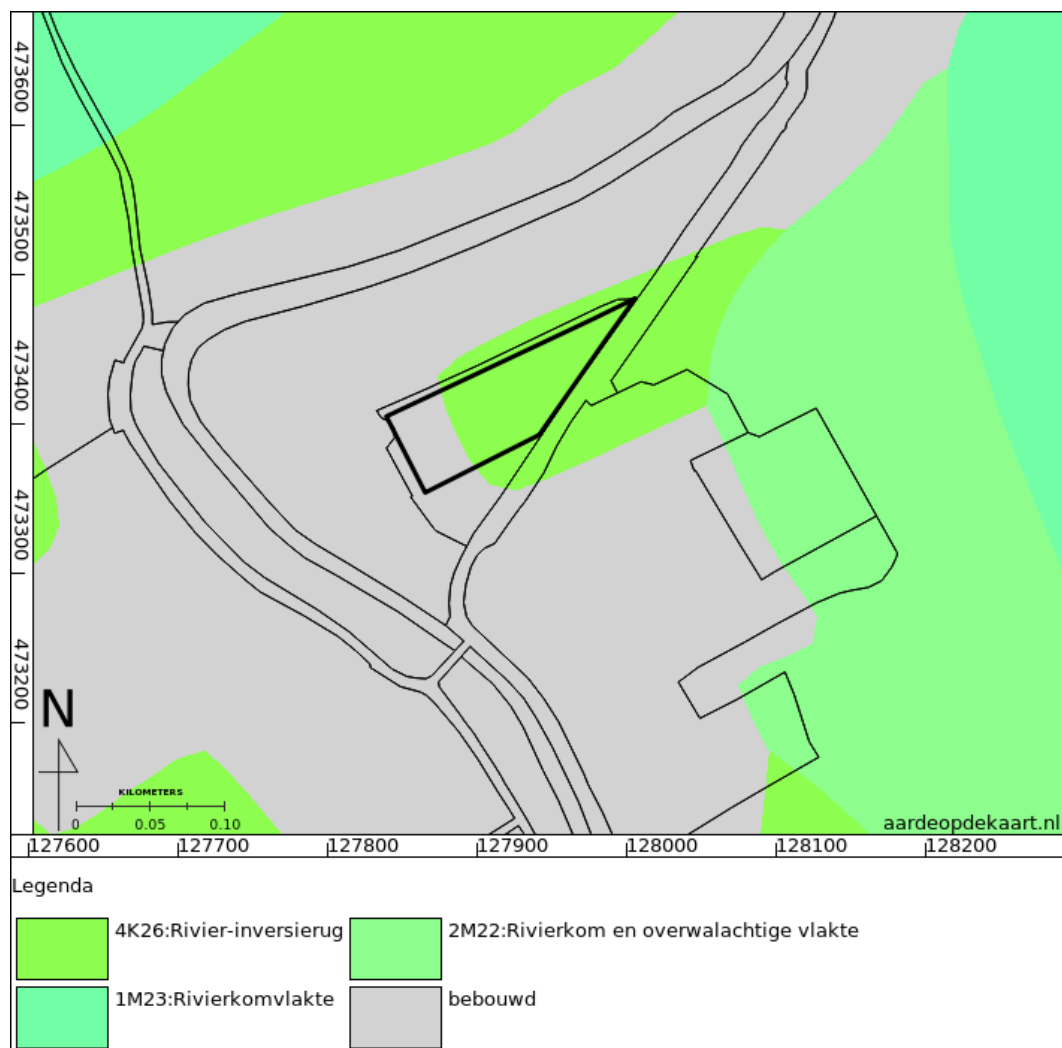 473600
473500
473400
473300
473200
N
KILOMETERS
0 0.05 0.10
aardeopdekaart.nl
127600 127700 127800 127900 128000 128100 128200
Legenda
4K26:Rivier-inversierug 2M22:Rivierkom en overwalachtige vlakte
1M23:Rivierkomvlakte bebouwd